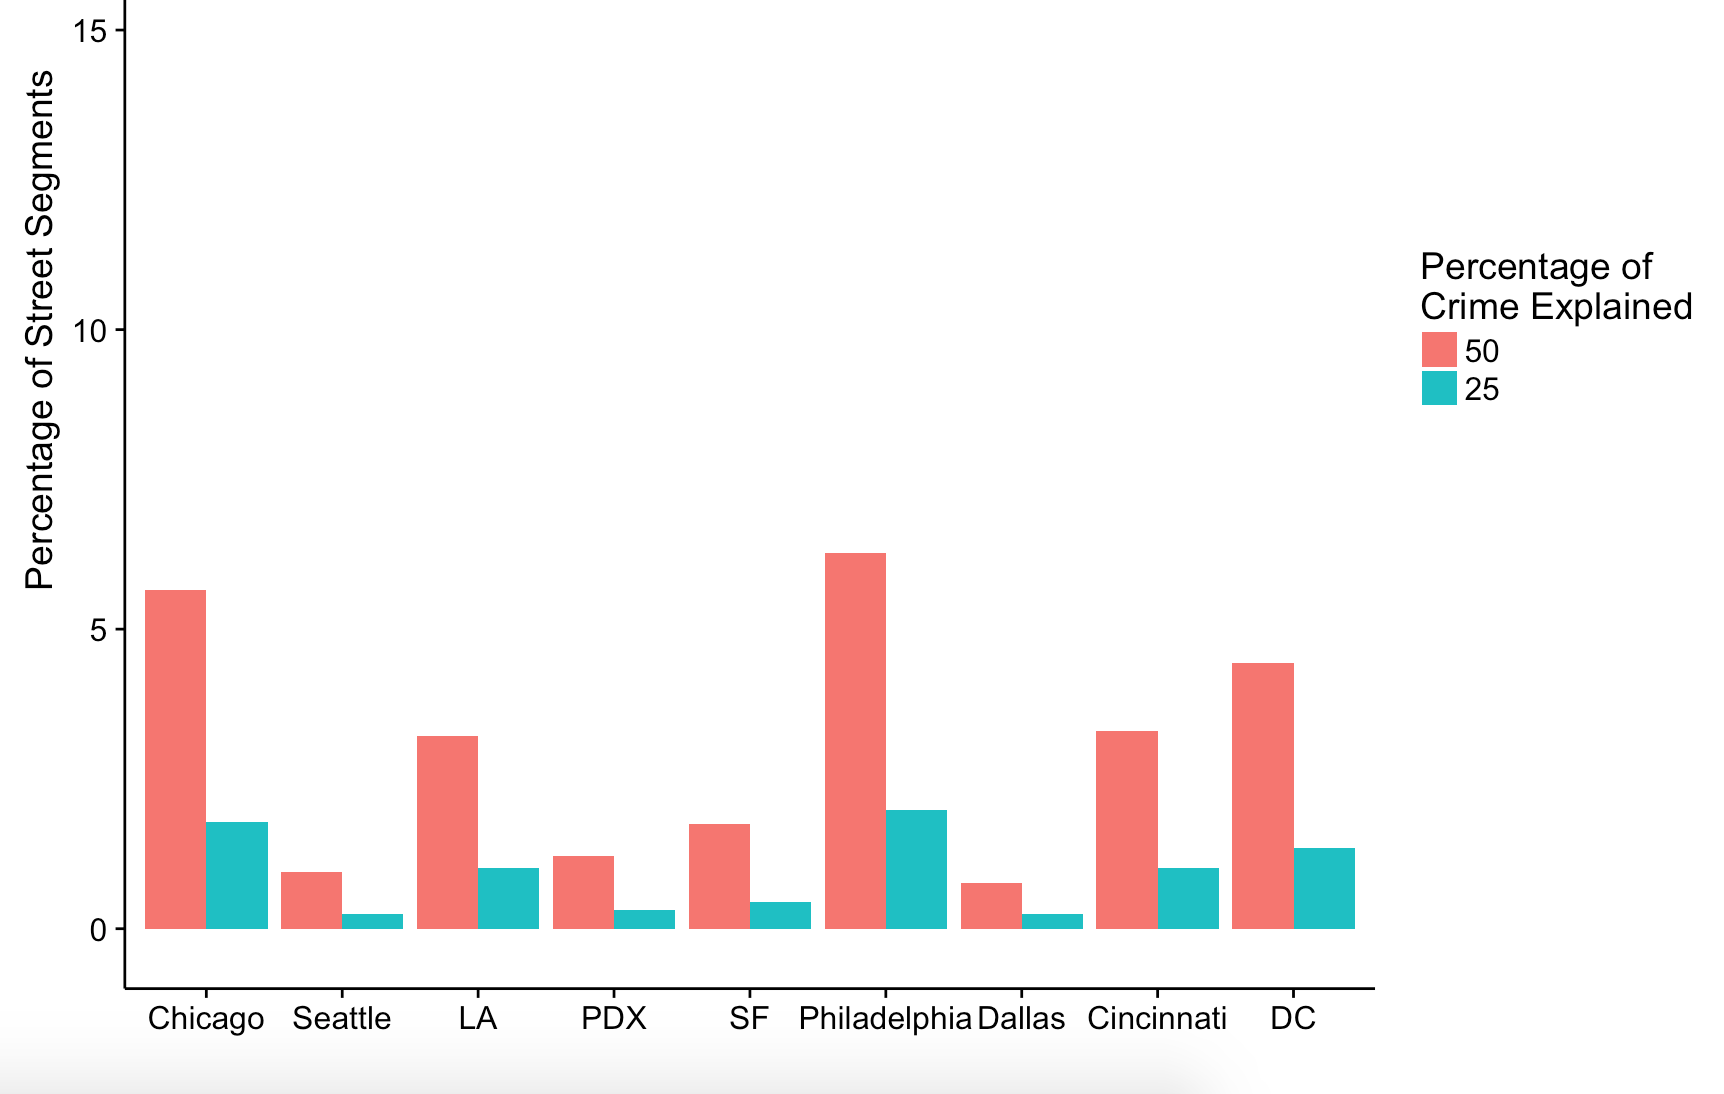 15
10
5
0
Percentage of Street Segments
Chicago Seattle LA PDX SF Philadelphia Dallas Cincinnati DC
Percentage of
Crime Explained
50
25